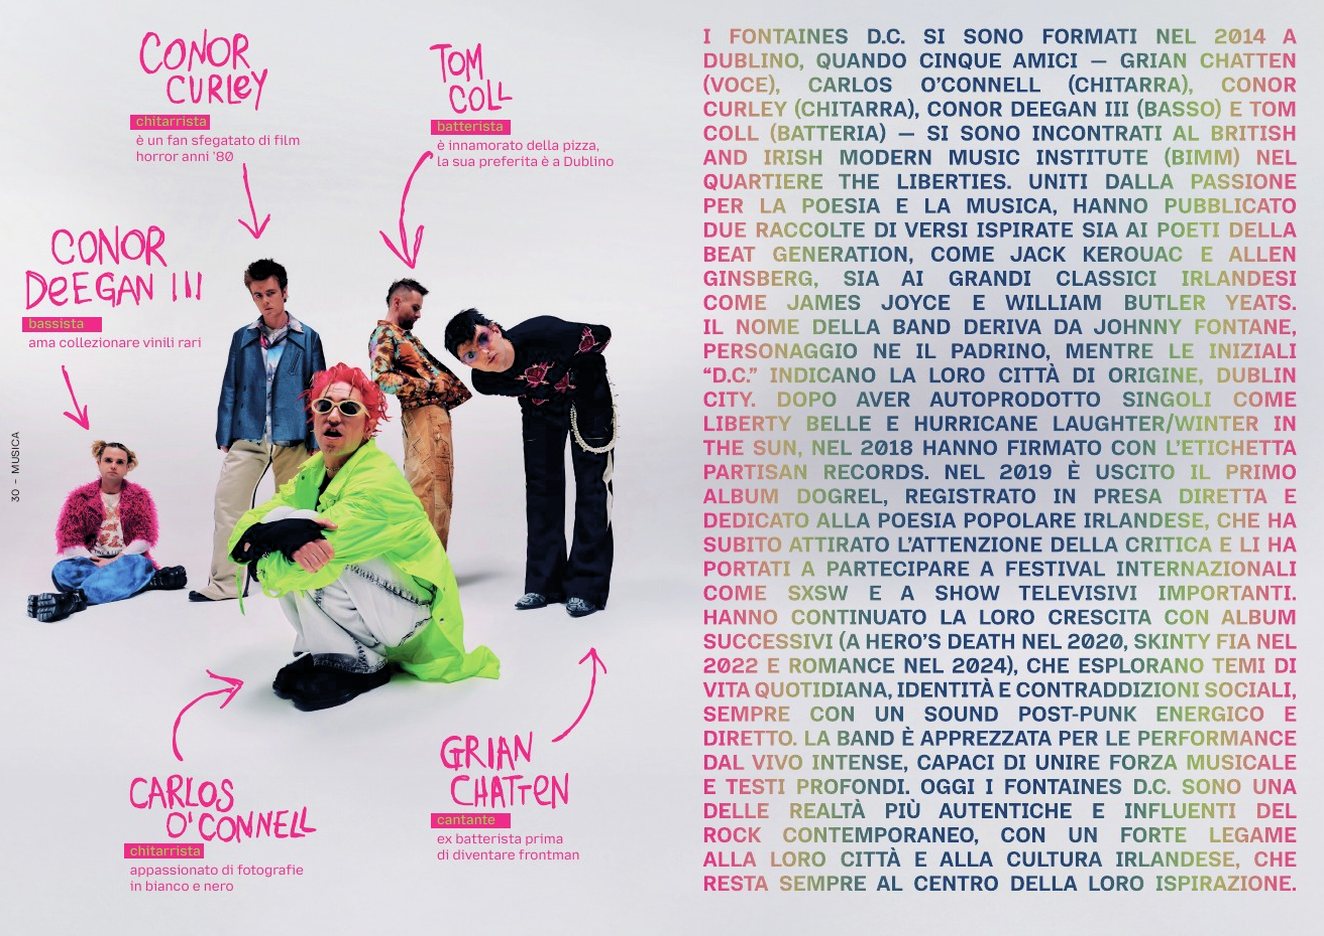 CONOR
CURLEY
chitarrista
è un fan sfegatato di film
horror anni '80
TOM
COLL
batterista
è innamorato della pizza,
la sua preferita è a Dublino
CONOR
DEEGAN III
bassista
ama collezionare vinili rari
30 – MUSICA
CARLOS
O'CONNELL
chitarrista
appassionato di fotografie
in bianco e nero
GRIAN
CHATTEN
cantante
ex batterista prima
di diventare frontman
I FONTAINES D.C. SI SONO FORMATI NEL 2014 A
DUBLINO, QUANDO CINQUE AMICI — GRIAN CHATTEN
(VOCE), CARLOS O'CONNELL (CHITARRA), CONOR
CURLEY (CHITARRA), CONOR DEEGAN III (BASSO) E TOM
COLL (BATTERIA) — SI SONO INCONTRATI AL BRITISH
AND IRISH MODERN MUSIC INSTITUTE (BIMM) NEL
QUARTIERE THE LIBERTIES. UNITI DALLA PASSIONE
PER LA POESIA E LA MUSICA, HANNO PUBBLICATO
DUE RACCOLTE DI VERSI ISPIRATE SIA AI POETI DELLA
BEAT GENERATION, COME JACK KEROUAC E ALLEN
GINSBERG, SIA AI GRANDI CLASSICI IRLANDESI
COME JAMES JOYCE E WILLIAM BUTLER YEATS.
IL NOME DELLA BAND DERIVA DA JOHNNY FONTANE,
PERSONAGGIO NE IL PADRINO, MENTRE LE INIZIALI
“D.C.” INDICANO LA LORO CITTÀ DI ORIGINE, DUBLIN
CITY. DOPO AVER AUTOPRODOTTO SINGOLI COME
LIBERTY BELLE E HURRICANE LAUGHTER/WINTER IN
THE SUN, NEL 2018 HANNO FIRMATO CON L'ETICHETTA
PARTISAN RECORDS. NEL 2019 È USCITO IL PRIMO
ALBUM DOGREL, REGISTRATO IN PRESA DIRETTA E
DEDICATO ALLA POESIA POPOLARE IRLANDESE, CHE HA
SUBITO ATTIRATO L'ATTENZIONE DELLA CRITICA E LI HA
PORTATI A PARTECIPARE A FESTIVAL INTERNAZIONALI
COME SXSW E A SHOW TELEVISIVI IMPORTANTI.
HANNO CONTINUATO LA LORO CRESCITA CON ALBUM
SUCCESSIVI (A HERO'S DEATH NEL 2020, SKINTY FIA NEL
2022 E ROMANCE NEL 2024), CHE ESPLORANO TEMI DI
VITA QUOTIDIANA, IDENTITÀ E CONTRADDIZIONI SOCIALI,
SEMPRE CON UN SOUND POST-PUNK ENERGICO E
DIRETTO. LA BAND È APPREZZATA PER LE PERFORMANCE
DAL VIVO INTENSE, CAPACI DI UNIRE FORZA MUSICALE
E TESTI PROFONDI. OGGI I FONTAINES D.C. SONO UNA
DELLE REALTÀ PIÙ AUTENTICHE E INFLUENTI DEL
ROCK CONTEMPORANEO, CON UN FORTE LEGAME
ALLA LORO CITTÀ E ALLA CULTURA IRLANDESE, CHE
RESTA SEMPRE AL CENTRO DELLA LORO ISPIRAZIONE.